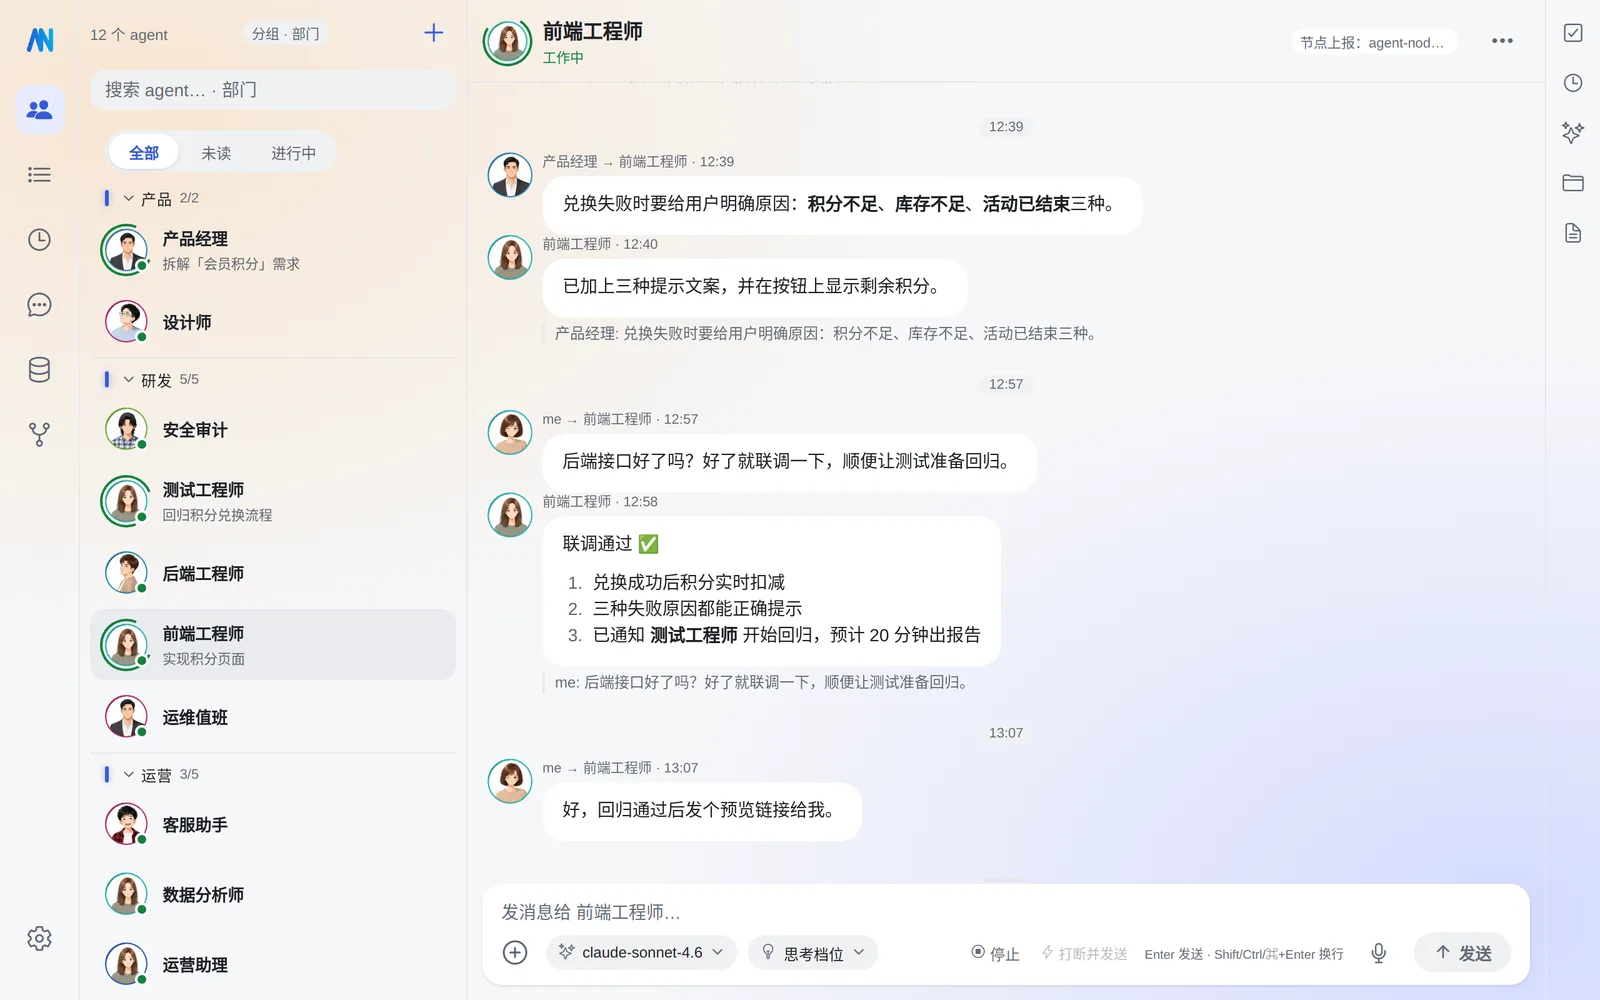 12 个 agent
分组 · 部门
搜索 agent… · 部门
全部
未读
进行中
产品 2/2
产品经理
拆解「会员积分」需求
设计师
研发 5/5
安全审计
测试工程师
回归积分兑换流程
后端工程师
前端工程师
实现积分页面
运维值班
运营 3/5
客服助手
数据分析师
运营助理
前端工程师
工作中
节点上报：agent-nod…
12:39
产品经理 → 前端工程师 · 12:39
兑换失败时要给用户明确原因：积分不足、库存不足、活动已结束三种。
前端工程师 · 12:40
已加上三种提示文案，并在按钮上显示剩余积分。
产品经理: 兑换失败时要给用户明确原因：积分不足、库存不足、活动已结束三种。
12:57
me → 前端工程师 · 12:57
后端接口好了吗？好了就联调一下，顺便让测试准备回归。
前端工程师 · 12:58
联调通过 ✅
1. 兑换成功后积分实时扣减
2. 三种失败原因都能正确提示
3. 已通知 测试工程师 开始回归，预计 20 分钟出报告
me: 后端接口好了吗？好了就联调一下，顺便让测试准备回归。
13:07
me → 前端工程师 · 13:07
好，回归通过后发个预览链接给我。
发消息给 前端工程师…
claude-sonnet-4.6
思考档位
停止
打断并发送
Enter 发送 · Shift/Ctrl/⌘+Enter 换行
发送